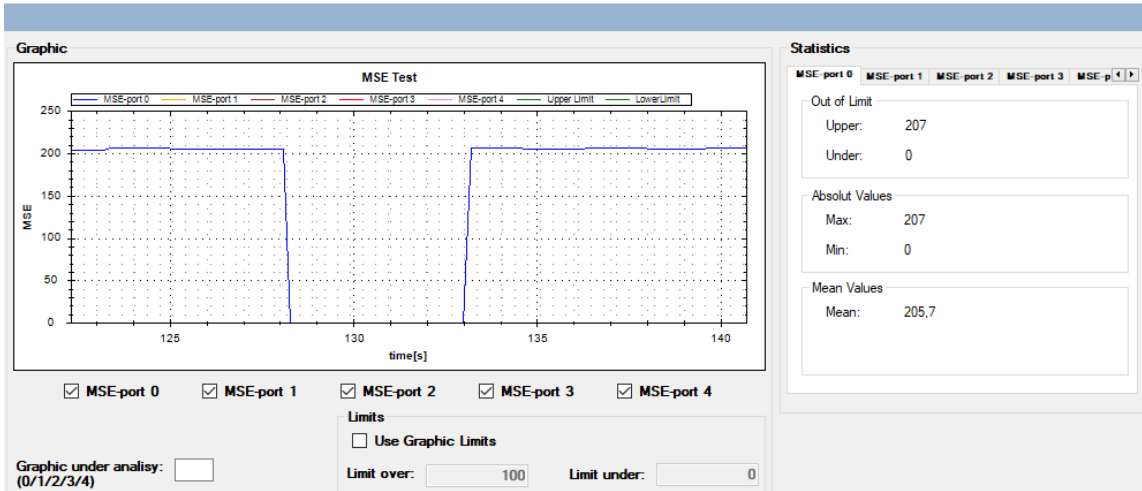 Graphic
MSE Test
MSE-port 0 MSE-port 1 MSE-port 2 MSE-port 3 MSE-port 4 Upper Limit LowerLimit
250
200
150
100
50
0
MSE
125 130 135 140
time[s]
MSE-port 0 MSE-port 1 MSE-port 2 MSE-port 3 MSE-port 4
Limits
Use Graphic Limits
Graphic under analisy:
(0/1/2/3/4)
Limit over: 100 Limit under: 0
Statistics
MSE-port 0 MSE-port 1 MSE-port 2 MSE-port 3 MSE-p
Out of Limit
Upper: 207
Under: 0
Absolut Values
Max: 207
Min: 0
Mean Values
Mean: 205,7